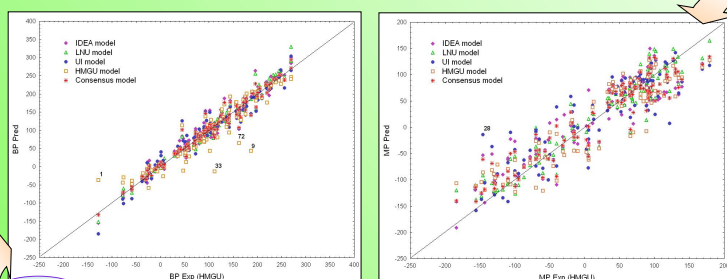 400
350
300
250
200
150
100
50
0
-50
-100
-150
-200
-250
BP Pred
IDEA model
LNU model
UI model
HMGU model
Consensus model
1
33
72
9
-250 -200 -150 -100 -50 0 50 100 150 200 250 300 350 400
BP Exp (HMGU)
200
150
100
50
0
-50
-100
-150
-200
-250
MP Pred
IDEA model
LNU model
UI model
HMGU model
Consensus model
28
-250 -200 -150 -100 -50 0 50 100 150 200
MP Exp (HMGU)